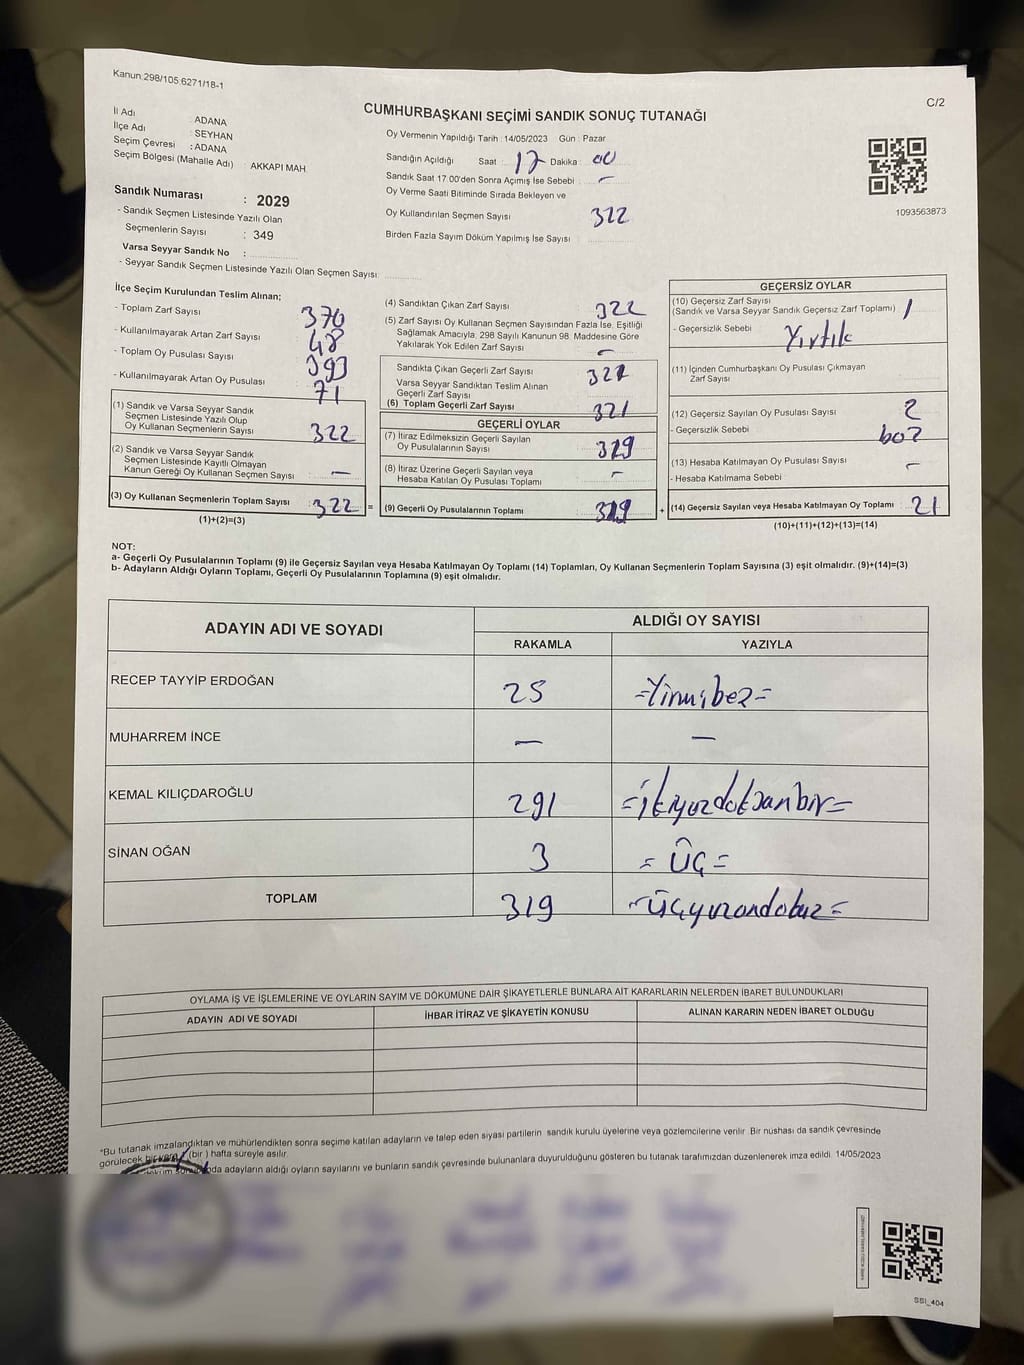 Kanun:298/105 6271/18-1
C/2
CUMHURBAŞKANI SEÇİMİ SANDIK SONUÇ TUTANAĞI
İl Adı : ADANA
İlçe Adı : SEYHAN
Seçim Çevresi : ADANA
Seçim Bölgesi (Mahalle Adı) : AKKAPI MAH.
Sandık Numarası : 2029
- Sandık Seçmen Listesinde Yazılı Olan
Seçmenlerin Sayısı : 349
Varsa Seyyar Sandık No :
- Seyyar Sandık Seçmen Listesinde Yazılı Olan Seçmen Sayısı:
Oy Vermenin Yapıldığı Tarih : 14/05/2023 Gün : Pazar
Sandığın Açıldığı Saat : 17 Dakika : 00
Sandık Saat 17.00'den Sonra Açımış İse Sebebi : –
Oy Verme Saati Bitiminde Sırada Bekleyen ve
Oy Kullandırılan Seçmen Sayısı 322
Birden Fazla Sayım Döküm Yapılmış İse Sayısı :
1093563873
İlçe Seçim Kurulundan Teslim Alınan;
- Toplam Zarf Sayısı 370
- Kullanılmayarak Artan Zarf Sayısı 48
- Toplam Oy Pusulası Sayısı 393
- Kullanılmayarak Artan Oy Pusulası 71
(1) Sandık ve Varsa Seyyar Sandık
Seçmen Listesinde Yazılı Olup
Oy Kullanan Seçmenlerin Sayısı 322
(2) Sandık ve Varsa Seyyar Sandık
Seçmen Listesinde Kayıtlı Olmayan
Kanun Gereği Oy Kullanan Seçmen Sayısı –
(3) Oy Kullanan Seçmenlerin Toplam Sayısı 322 =
(1)+(2)=(3)
(4) Sandıktan Çıkan Zarf Sayısı 322
(5) Zarf Sayısı Oy Kullanan Seçmen Sayısından Fazla İse, Eşitliği
Sağlamak Amacıyla, 298 Sayılı Kanunun 98. Maddesine Göre
Yakılarak Yok Edilen Zarf Sayısı –
Sandıkta Çıkan Geçerli Zarf Sayısı 321
Varsa Seyyar Sandıktan Teslim Alınan
Geçerli Zarf Sayısı
(6) Toplam Geçerli Zarf Sayısı 321
GEÇERLİ OYLAR
(7) İtiraz Edilmeksizin Geçerli Sayılan
Oy Pusulalarının Sayısı 319
(8) İtiraz Üzerine Geçerli Sayılan veya
Hesaba Katılan Oy Pusulası Toplamı –
(9) Geçerli Oy Pusulalarının Toplamı 319 +
GEÇERSİZ OYLAR
(10) Geçersiz Zarf Sayısı
(Sandık ve Varsa Seyyar Sandık Geçersiz Zarf Toplamı) 1
- Geçersizlik Sebebi Yırtık
(11) İçinden Cumhurbaşkanı Oy Pusulası Çıkmayan
Zarf Sayısı
(12) Geçersiz Sayılan Oy Pusulası Sayısı 2
- Geçersizlik Sebebi boz
(13) Hesaba Katılmayan Oy Pusulası Sayısı –
- Hesaba Katılmama Sebebi
(14) Geçersiz Sayılan veya Hesaba Katılmayan Oy Toplamı 21
(10)+(11)+(12)+(13)=(14)
NOT:
a- Geçerli Oy Pusulalarının Toplamı (9) ile Geçersiz Sayılan veya Hesaba Katılmayan Oy Toplamı (14) Toplamları, Oy Kullanan Seçmenlerin Toplam Sayısına (3) eşit olmalıdır. (9)+(14)=(3)
b- Adayların Aldığı Oyların Toplamı, Geçerli Oy Pusulalarının Toplamına (9) eşit olmalıdır.
ADAYIN ADI VE SOYADI
ALDIĞI OY SAYISI
RAKAMLA YAZIYLA
RECEP TAYYİP ERDOĞAN 25 =Yirmibez=
MUHARREM İNCE – –
KEMAL KILIÇDAROĞLU 291 =ikiyuzdoksanbir=
SİNAN OĞAN 3 =ÜÇ=
TOPLAM 319 =üçyuzondokuz=
OYLAMA İŞ VE İŞLEMLERİNE VE OYLARIN SAYIM VE DÖKÜMÜNE DAİR ŞİKAYETLERLE BUNLARA AİT KARARLARIN NELERDEN İBARET BULUNDUKLARI
ADAYIN ADI VE SOYADI İHBAR İTİRAZ VE ŞİKAYETİN KONUSU ALINAN KARARIN NEDEN İBARET OLDUĞU
*Bu tutanak imzalandıktan ve mühürlendikten sonra seçime katılan adayların ve talep eden siyasi partilerin sandık kurulu üyelerine veya gözlemcilerine verilir. Bir nüshası da sandık çevresinde
görülecek bir yere (bir) hafta süreyle asılır.
adayların aldığı oyların sayılarını ve bunların sandık çevresinde bulunanlara duyurulduğunu gösteren bu tutanak tarafımızdan düzenlenerek imza edildi. 14/05/2023
SSI_404